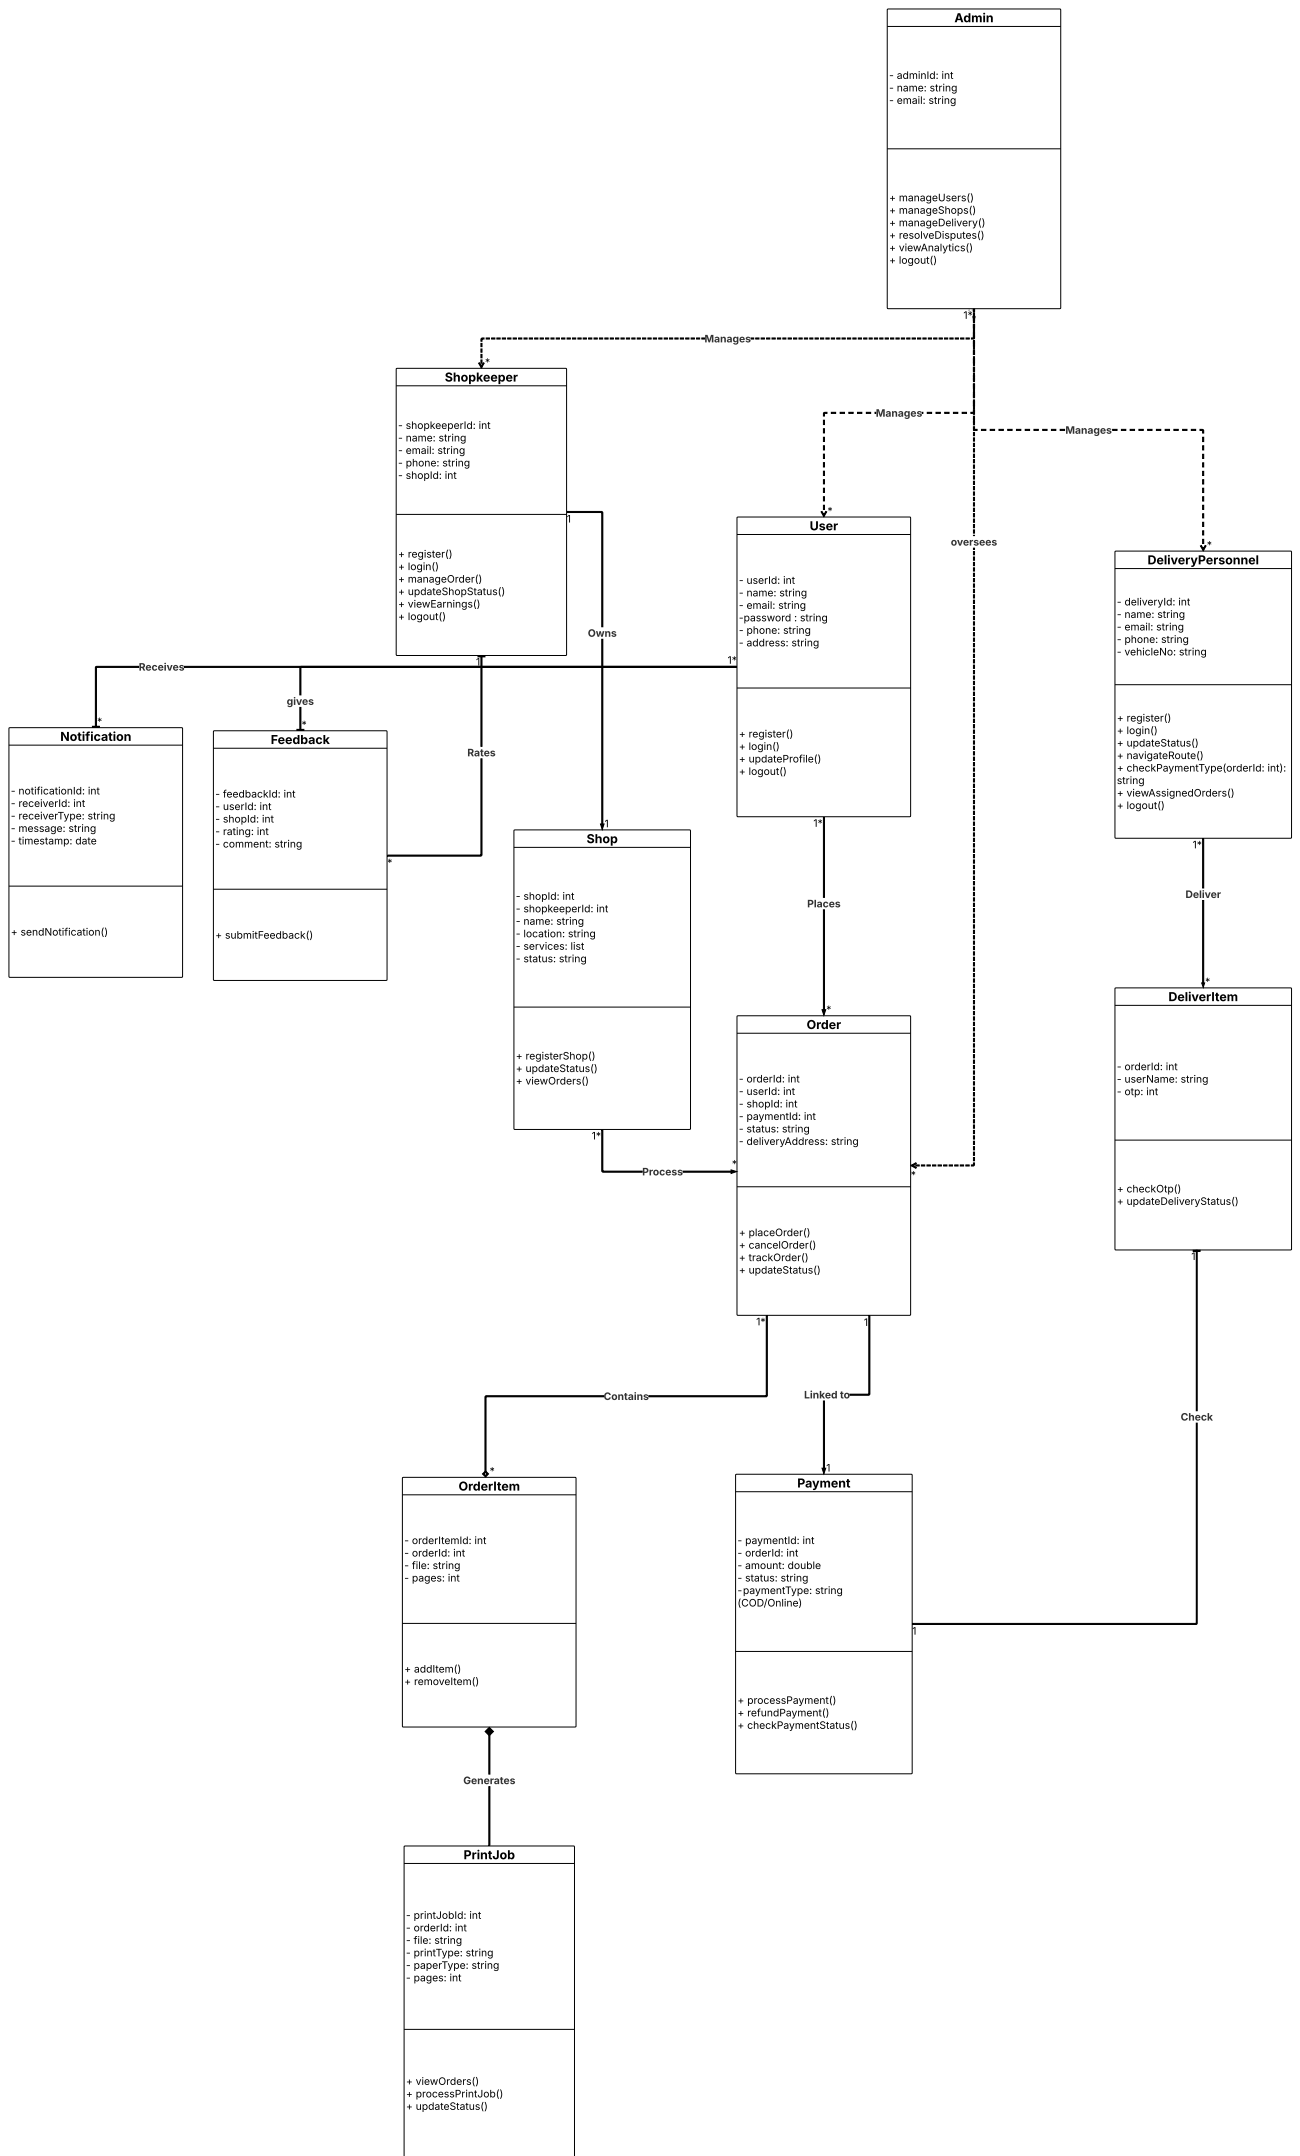 Admin
- adminId: int
- name: string
- email: string
+ manageUsers()
+ manageShops()
+ manageDelivery()
+ resolveDisputes()
+ viewAnalytics()
+ logout()
1*
Manages
*
Shopkeeper
- shopkeeperId: int
- name: string
- email: string
- phone: string
- shopId: int
+ register()
+ login()
+ manageOrder()
+ updateShopStatus()
+ viewEarnings()
+ logout()
1
1
Owns
Manages
*
User
- userId: int
- name: string
- email: string
-password : string
- phone: string
- address: string
+ register()
+ login()
+ updateProfile()
+ logout()
1*
1*
oversees
Manages
*
DeliveryPersonnel
- deliveryId: int
- name: string
- email: string
- phone: string
- vehicleNo: string
+ register()
+ login()
+ updateStatus()
+ navigateRoute()
+ checkPaymentType(orderId: int):
string
+ viewAssignedOrders()
+ logout()
1*
Receives
*
Notification
- notificationId: int
- receiverId: int
- receiverType: string
- message: string
- timestamp: date
+ sendNotification()
gives
*
Feedback
- feedbackId: int
- userId: int
- shopId: int
- rating: int
- comment: string
+ submitFeedback()
*
Rates
1
Shop
- shopId: int
- shopkeeperId: int
- name: string
- location: string
- services: list
- status: string
+ registerShop()
+ updateStatus()
+ viewOrders()
1*
Process
*
Places
*
Order
- orderId: int
- userId: int
- shopId: int
- paymentId: int
- status: string
- deliveryAddress: string
*
+ placeOrder()
+ cancelOrder()
+ trackOrder()
+ updateStatus()
1*
1
Deliver
*
DeliverItem
- orderId: int
- userName: string
- otp: int
+ checkOtp()
+ updateDeliveryStatus()
1
Contains
*
OrderItem
- orderItemId: int
- orderId: int
- file: string
- pages: int
+ addItem()
+ removeItem()
Linked to
1
Payment
- paymentId: int
- orderId: int
- amount: double
- status: string
-paymentType: string
(COD/Online)
1
+ processPayment()
+ refundPayment()
+ checkPaymentStatus()
Check
Generates
PrintJob
- printJobId: int
- orderId: int
- file: string
- printType: string
- paperType: string
- pages: int
+ viewOrders()
+ processPrintJob()
+ updateStatus()